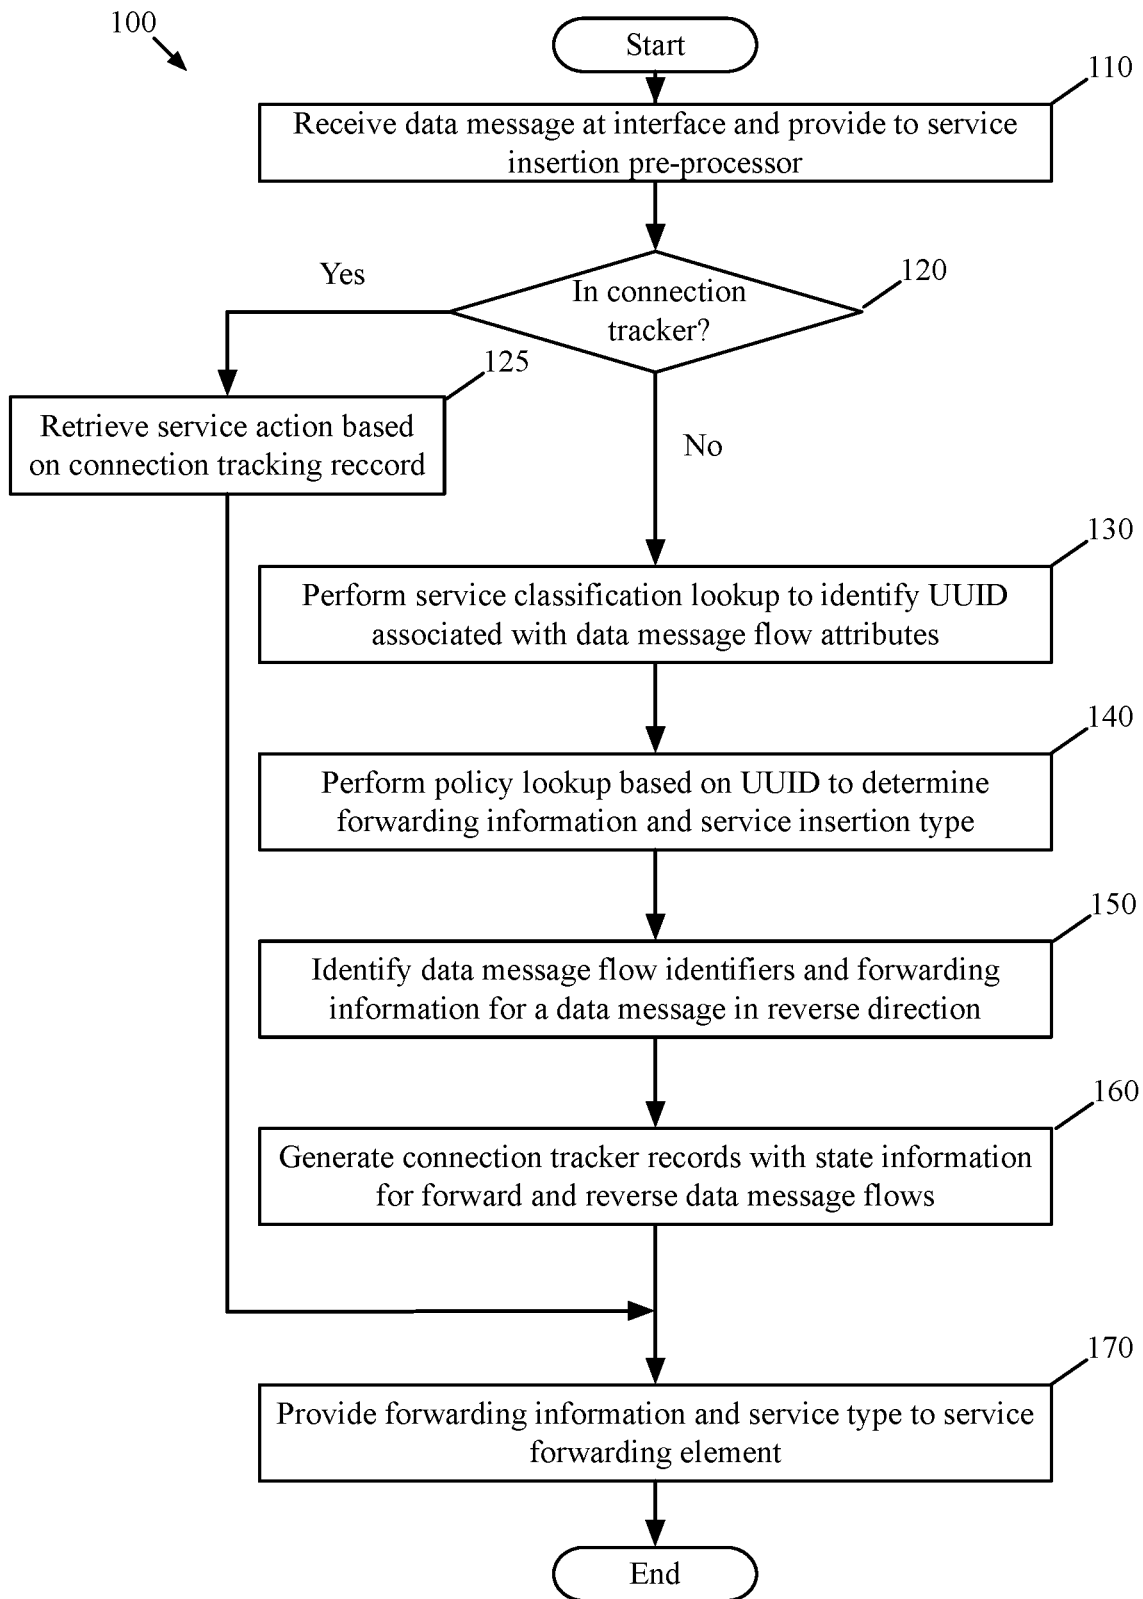 100
Start
110
Receive data message at interface and provide to service
insertion pre-processor
120
In connection
tracker?
Yes
125
Retrieve service action based
on connection tracking reccord
No
130
Perform service classification lookup to identify UUID
associated with data message flow attributes
140
Perform policy lookup based on UUID to determine
forwarding information and service insertion type
150
Identify data message flow identifiers and forwarding
information for a data message in reverse direction
160
Generate connection tracker records with state information
for forward and reverse data message flows
170
Provide forwarding information and service type to service
forwarding element
End